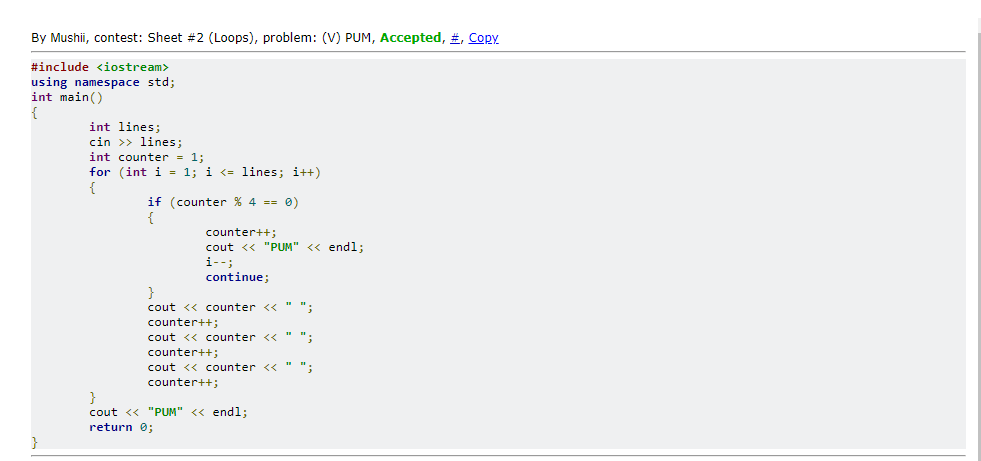 By Mushii, contest: Sheet #2 (Loops), problem: (V) PUM, Accepted, #, Copy
#include <iostream>
using namespace std;
int main()
{
        int lines;
        cin >> lines;
        int counter = 1;
        for (int i = 1; i <= lines; i++)
        {
                if (counter % 4 == 0)
                {
                        counter++;
                        cout << "PUM" << endl;
                        i--;
                        continue;
                }
                cout << counter << " ";
                counter++;
                cout << counter << " ";
                counter++;
                cout << counter << " ";
                counter++;
        }
        cout << "PUM" << endl;
        return 0;
}